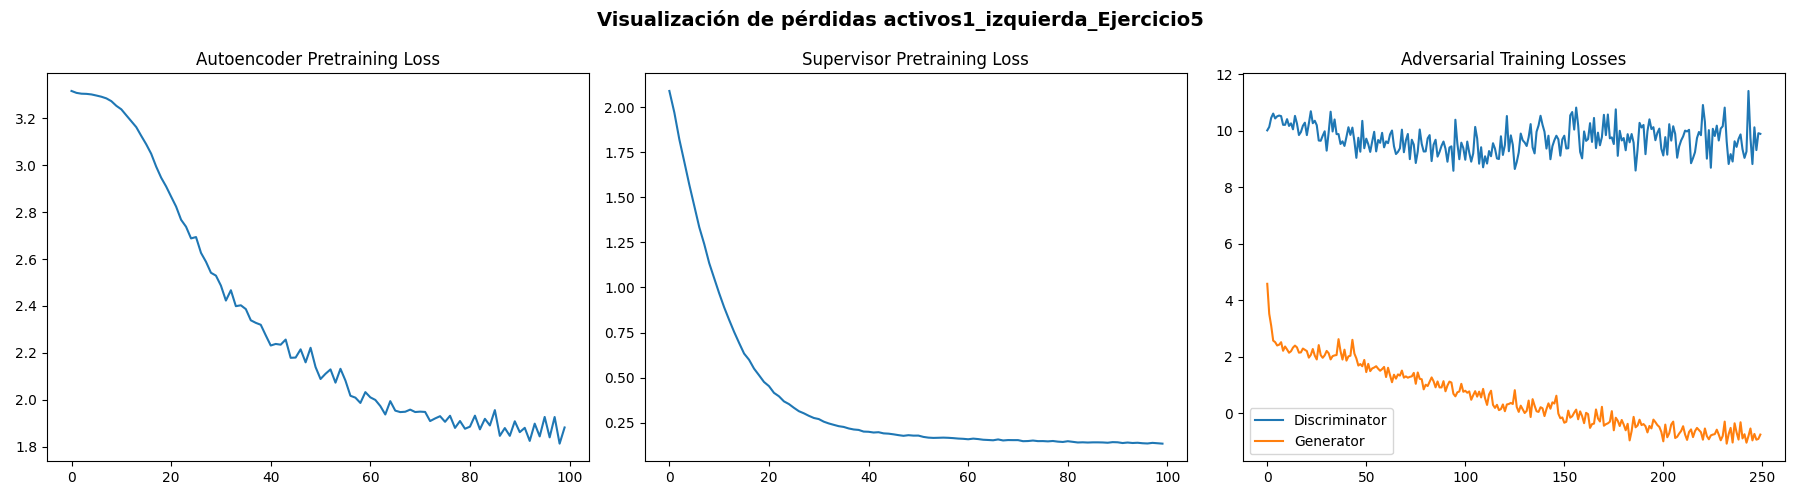 Visualización de pérdidas activos1_izquierda_Ejercicio5
Autoencoder Pretraining Loss
3.2
3.0
2.8
2.6
2.4
2.2
2.0
1.8
0 20 40 60 80 100
Supervisor Pretraining Loss
2.00
1.75
1.50
1.25
1.00
0.75
0.50
0.25
0 20 40 60 80 100
Adversarial Training Losses
12
10
8
6
4
2
0
Discriminator
Generator
0 50 100 150 200 250